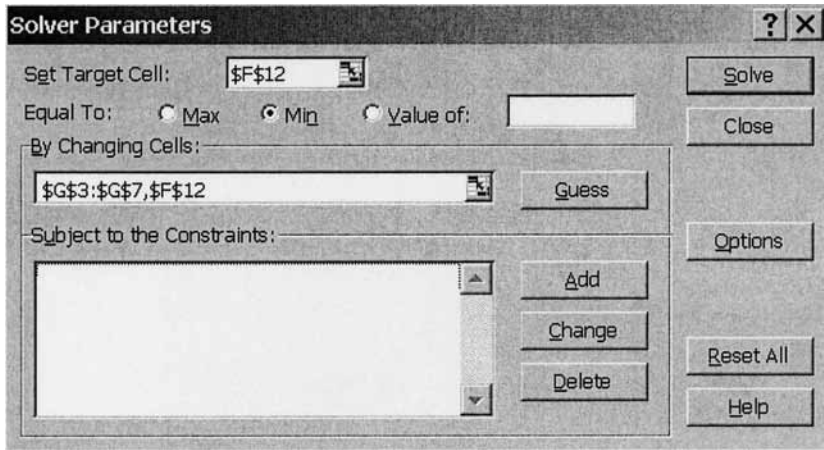 Solver Parameters ? X
Set Target Cell: $F$12 Solve
Equal To: Max Min Value of: Close
By Changing Cells:
$G$3:$G$7,$F$12 Guess
Subject to the Constraints: Options
Add
Change
Reset All
Delete
Help